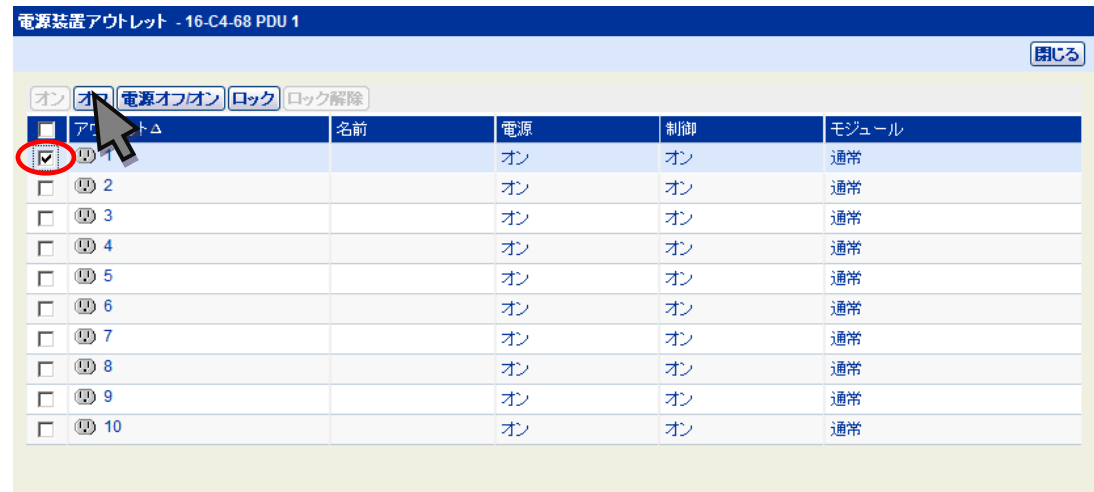 電源装置アウトレット - 16-C4-68 PDU 1
閉じる
オン オフ 電源オフ/オン ロック ロック解除
名前 電源 制御 モジュール
1 オン オン 通常
2 オン オン 通常
3 オン オン 通常
4 オン オン 通常
5 オン オン 通常
6 オン オン 通常
7 オン オン 通常
8 オン オン 通常
9 オン オン 通常
10 オン オン 通常